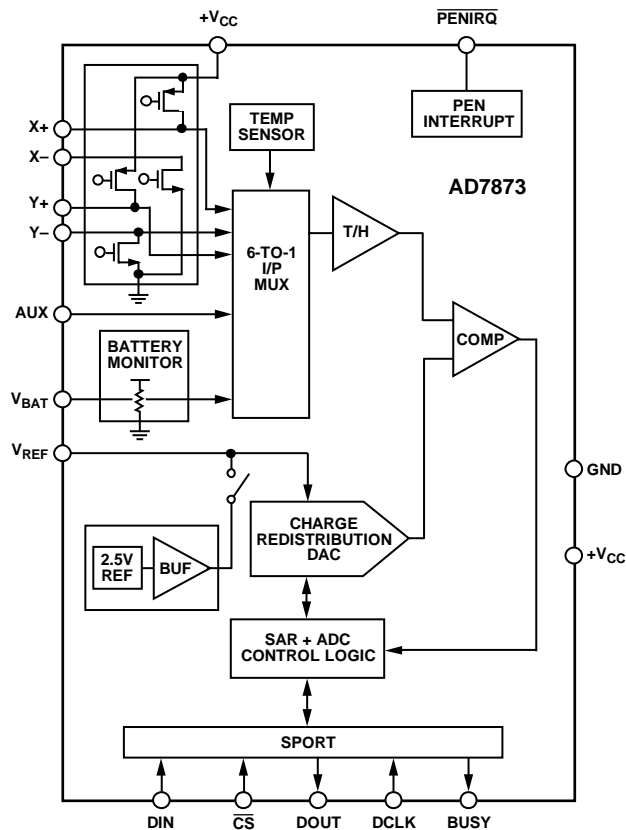 +VCC
PENIRQ
PEN
INTERRUPT
TEMP
SENSOR
X+
X–
Y+
Y–
AD7873
T/H
6-TO-1
I/P
MUX
COMP
AUX
BATTERY
MONITOR
VBAT
VREF
GND
CHARGE
REDISTRIBUTION
DAC
+VCC
2.5V
REF
BUF
SAR + ADC
CONTROL LOGIC
SPORT
DIN
CS
DOUT
DCLK
BUSY